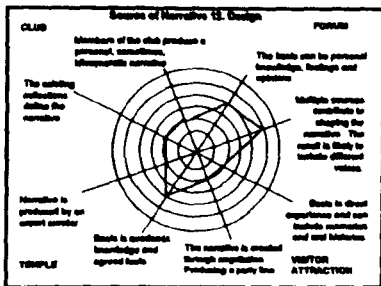 Source of Narrative 12. Design
CLUB
FORUM
Members of the club produce a
personal, sometimes,
idiosyncratic narrative
The basis can be personal
knowledge, feelings and
opinions
The existing
collections
define the
narrative
Multiple sources
contribute to
shaping the
narrative. The
result is likely to
include different
values.
Narrative is
produced by an
expert
Basis is academic
knowledge and
agreed facts
The narrative is created
through negotiation
Producing a party line
Basis is direct
experience and can
include memories
and oral histories
TEMPLE
VISITOR
ATTRACTION